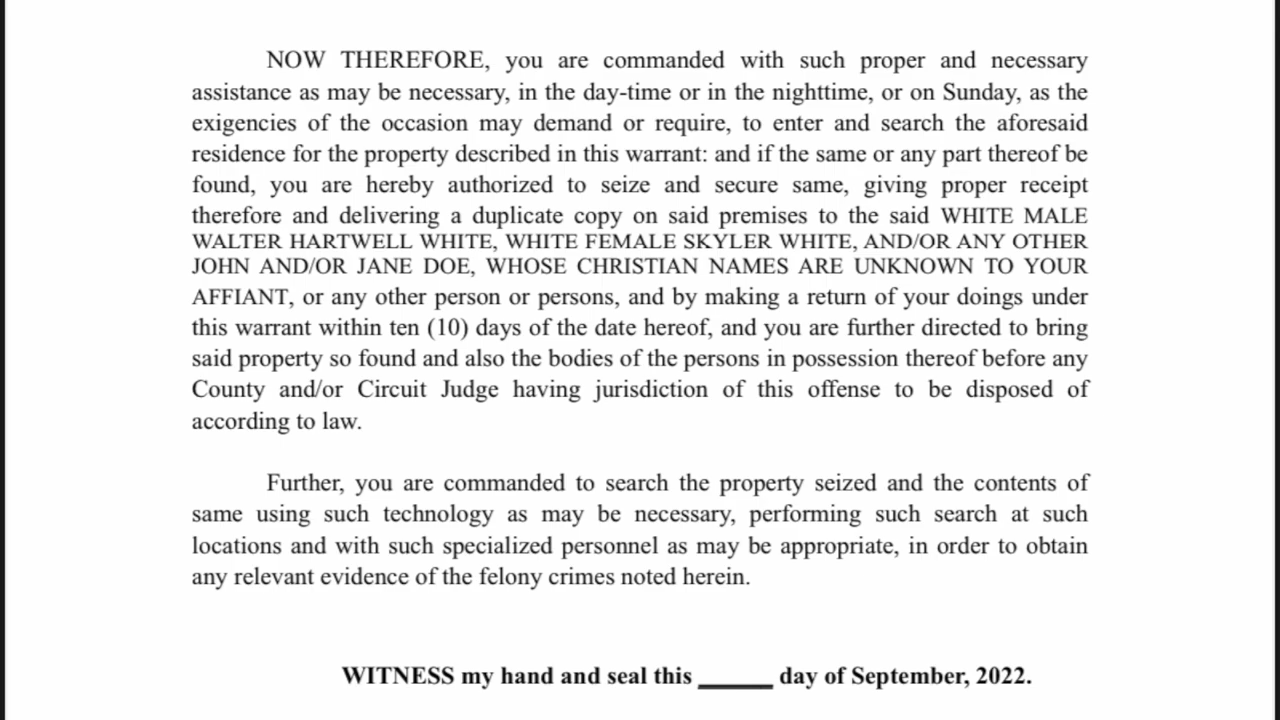 NOW THEREFORE, you are commanded with such proper and necessary
assistance as may be necessary, in the day-time or in the nighttime, or on Sunday, as the
exigencies of the occasion may demand or require, to enter and search the aforesaid
residence for the property described in this warrant: and if the same or any part thereof be
found, you are hereby authorized to seize and secure same, giving proper receipt
therefore and delivering a duplicate copy on said premises to the said WHITE MALE
WALTER HARTWELL WHITE, WHITE FEMALE SKYLER WHITE, AND/OR ANY OTHER
JOHN AND/OR JANE DOE, WHOSE CHRISTIAN NAMES ARE UNKNOWN TO YOUR
AFFIANT, or any other person or persons, and by making a return of your doings under
this warrant within ten (10) days of the date hereof, and you are further directed to bring
said property so found and also the bodies of the persons in possession thereof before any
County and/or Circuit Judge having jurisdiction of this offense to be disposed of
according to law.
Further, you are commanded to search the property seized and the contents of
same using such technology as may be necessary, performing such search at such
locations and with such specialized personnel as may be appropriate, in order to obtain
any relevant evidence of the felony crimes noted herein.
WITNESS my hand and seal this ______ day of September, 2022.